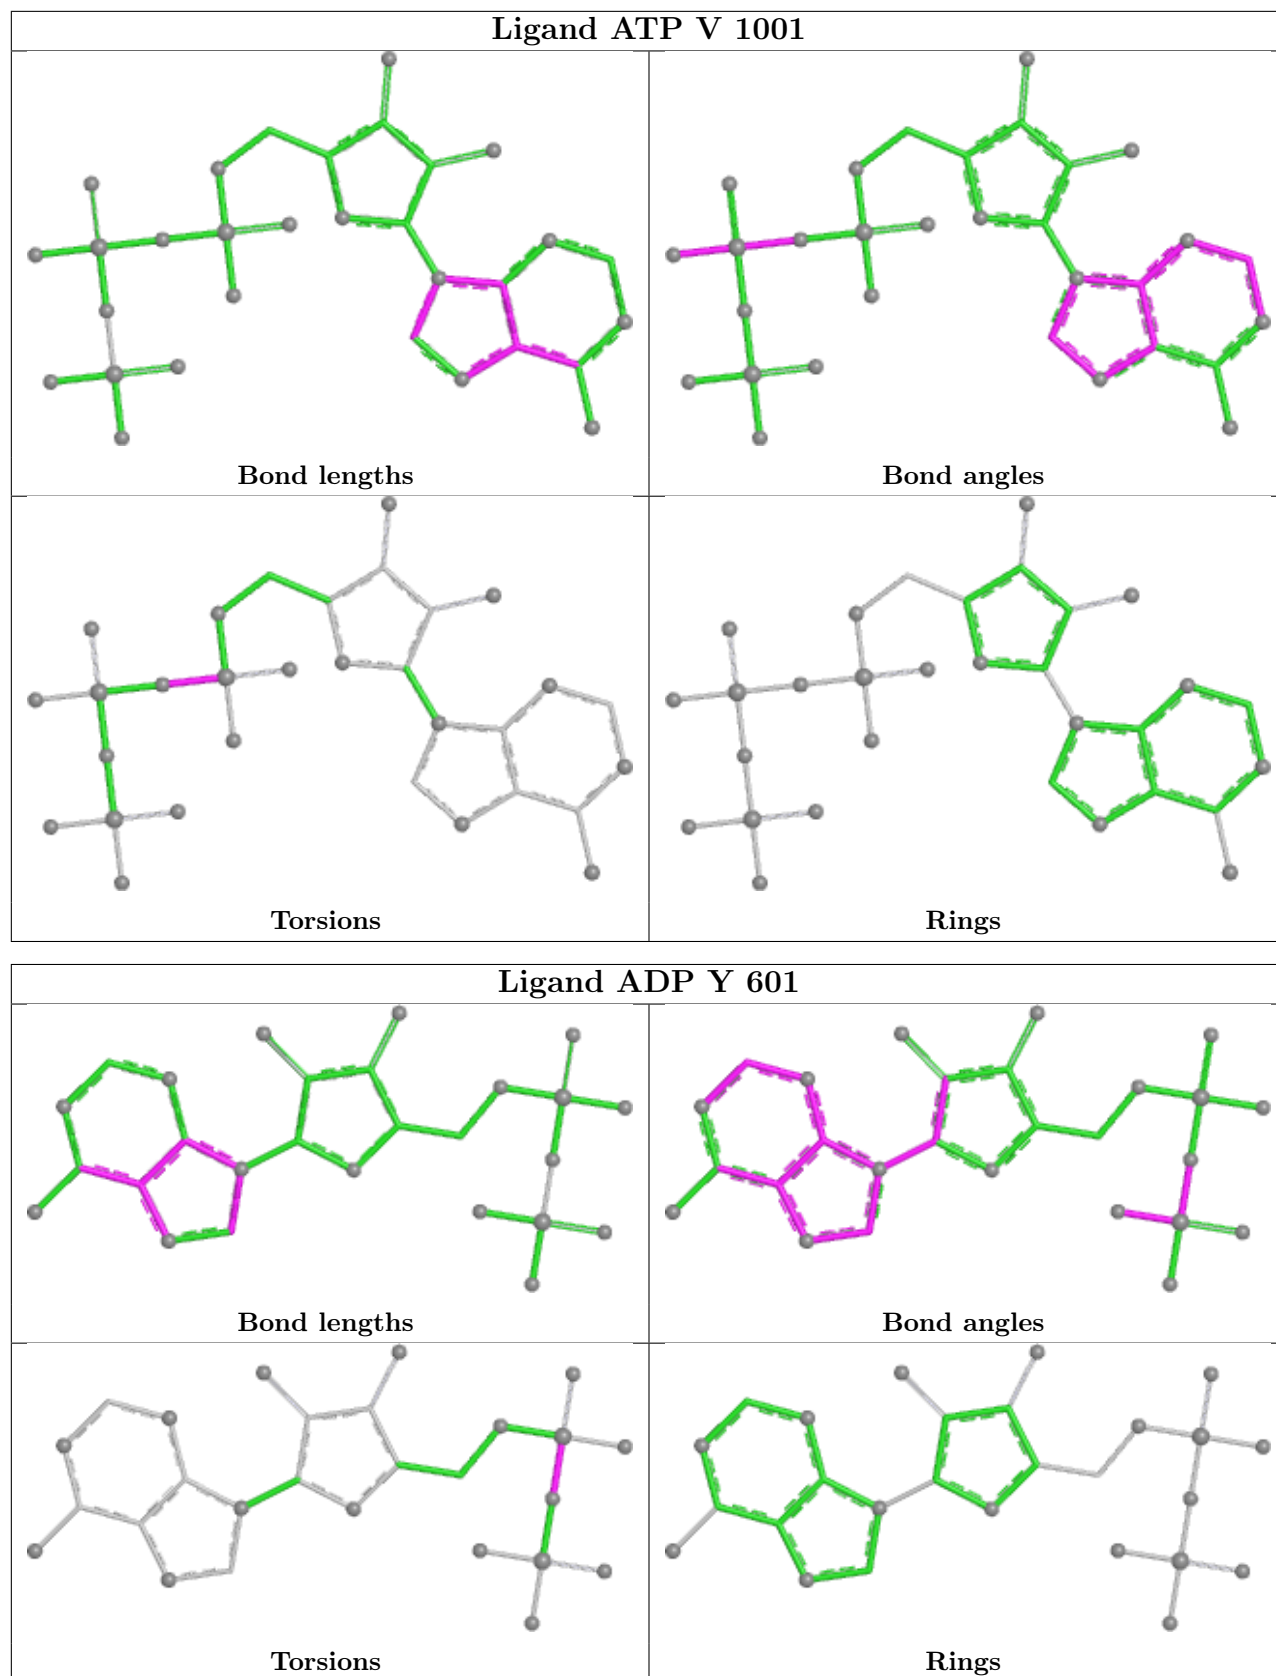 Ligand ATP V 1001
Bond lengths
Bond angles
Torsions
Rings
Ligand ADP Y 601
Bond lengths
Bond angles
Torsions
Rings